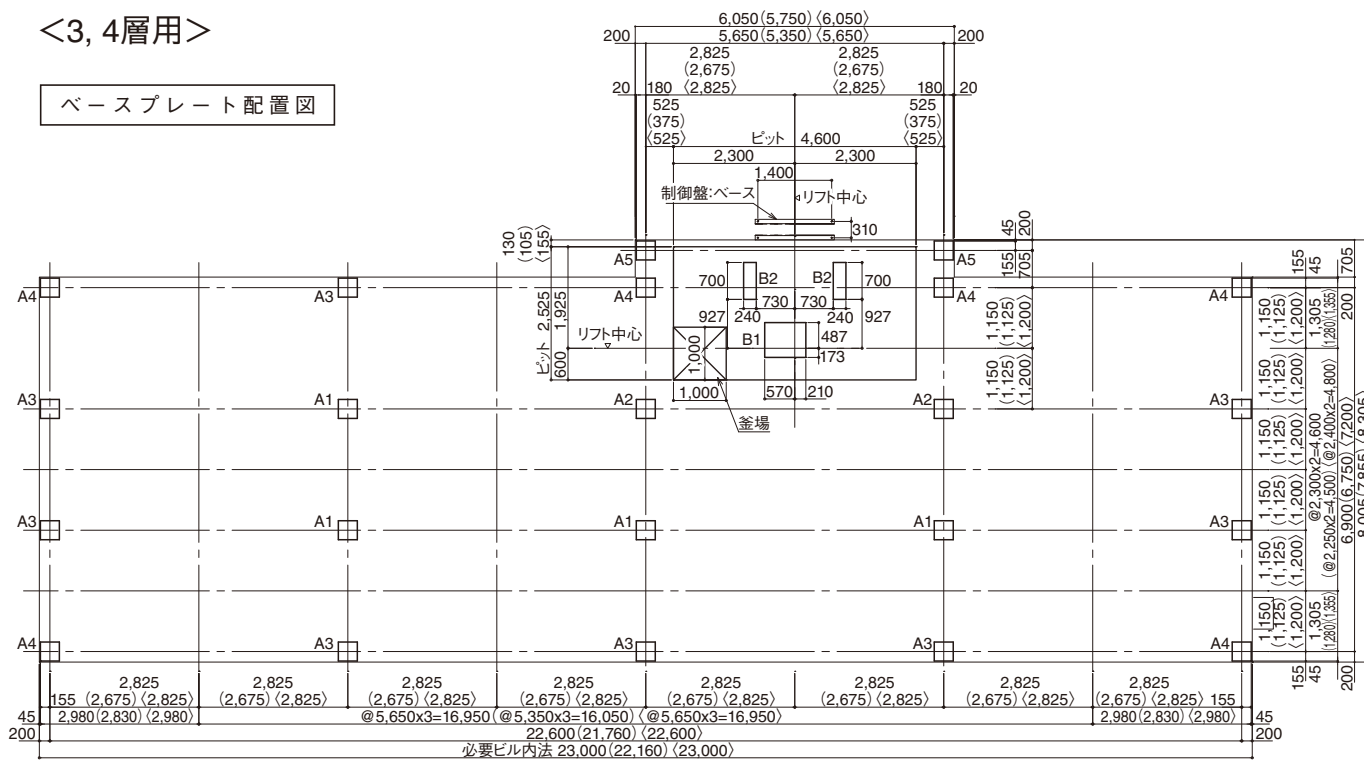 <3, 4層用>
ベースプレート配置図
6,050(5,750)〈6,050〉
200 5,650(5,350)〈5,650〉 200
2,825 2,825
(2,675) (2,675)
〈2,825〉 〈2,825〉
20 180 180 20
525 525
(375) (375)
〈525〉 〈525〉
ピット 4,600
2,300 2,300
1,400
制御盤:ベース リフト中心
310
130
(105)
〈155〉
45 200
155 705
A5 A5
155 45 705
A4 A3 A4 A4 A4
700 B2 B2 700
730 730
240 240
927 927
ピット 2,525 1,925
600
リフト中心
B1 487
173
1,000
1,000 570 210
釜場
1,150
(1,125)
〈1,200〉
1,150
(1,125)
〈1,200〉
A3 A1 A2 A2 A3
A3 A1 A1 A1 A3
A4 A3 A3 A3 A4
1,150
(1,125)
〈1,200〉
1,150
(1,125)
〈1,200〉
1,150
(1,125)
〈1,200〉
1,150
(1,125)
〈1,200〉
1,150
(1,125)
〈1,200〉
1,150
(1,125)
〈1,200〉
1,305
(1,280)〈1,355〉
@2,300x2=4,600
(@2,250x2=4,500)〈@2,400x2=4,800〉
1,305
(1,280)〈1,355〉
200
6,900(6,750)〈7,200〉
200
155 45
2,825 2,825 2,825 2,825 2,825 2,825 2,825 2,825
155 (2,675)〈2,825〉 (2,675)〈2,825〉 (2,675)〈2,825〉 (2,675)〈2,825〉 (2,675)〈2,825〉 (2,675)〈2,825〉 (2,675)〈2,825〉 (2,675)〈2,825〉 155
45 2,980(2,830)〈2,980〉 @5,650x3=16,950(@5,350x3=16,050)〈@5,650x3=16,950〉 2,980(2,830)〈2,980〉 45
200 22,600(21,760)〈22,600〉 200
必要ビル内法 23,000(22,160)〈23,000〉